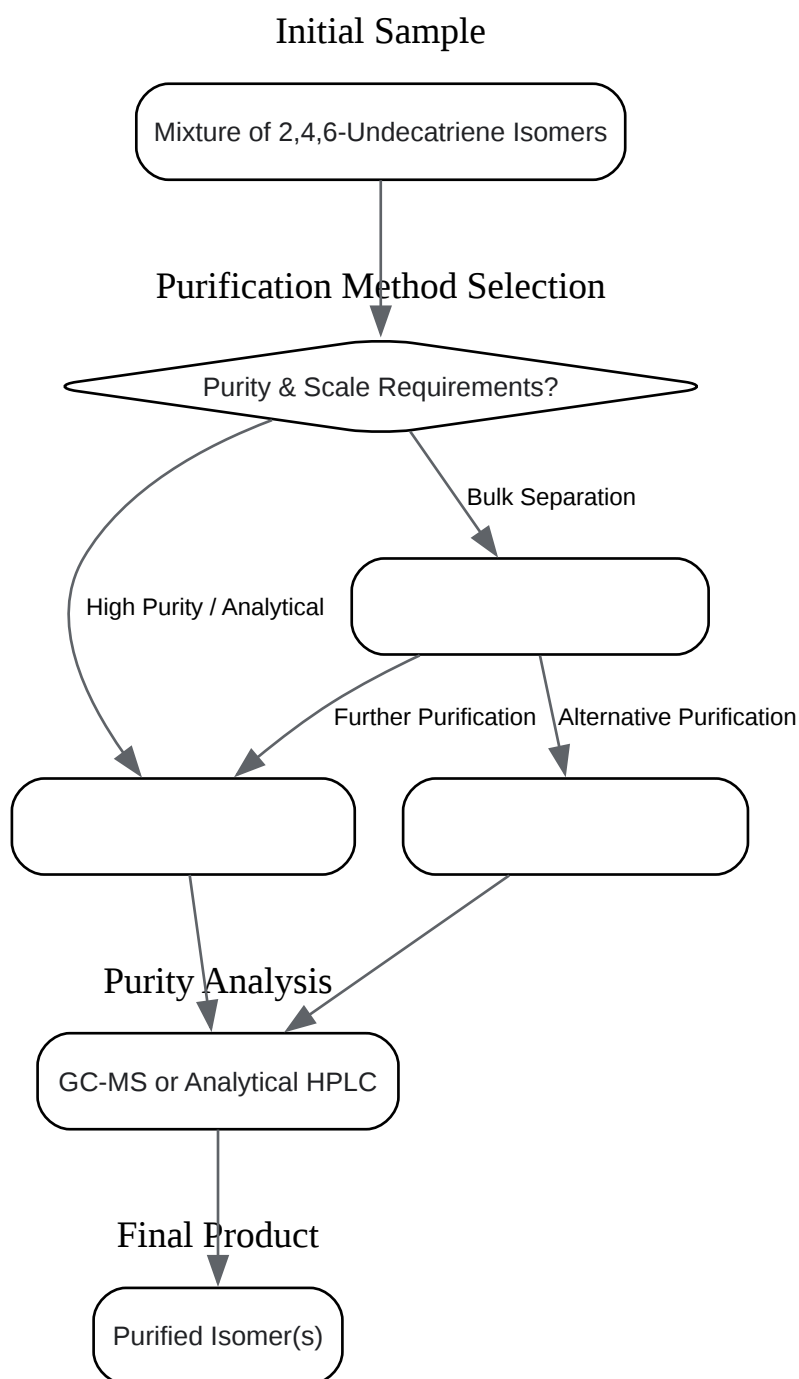 Initial Sample
Mixture of 2,4,6-Undecatriene Isomers
Purification Method Selection
Purity & Scale Requirements?
Bulk Separation
High Purity / Analytical
Further Purification
Alternative Purification
Purity Analysis
GC-MS or Analytical HPLC
Final Product
Purified Isomer(s)